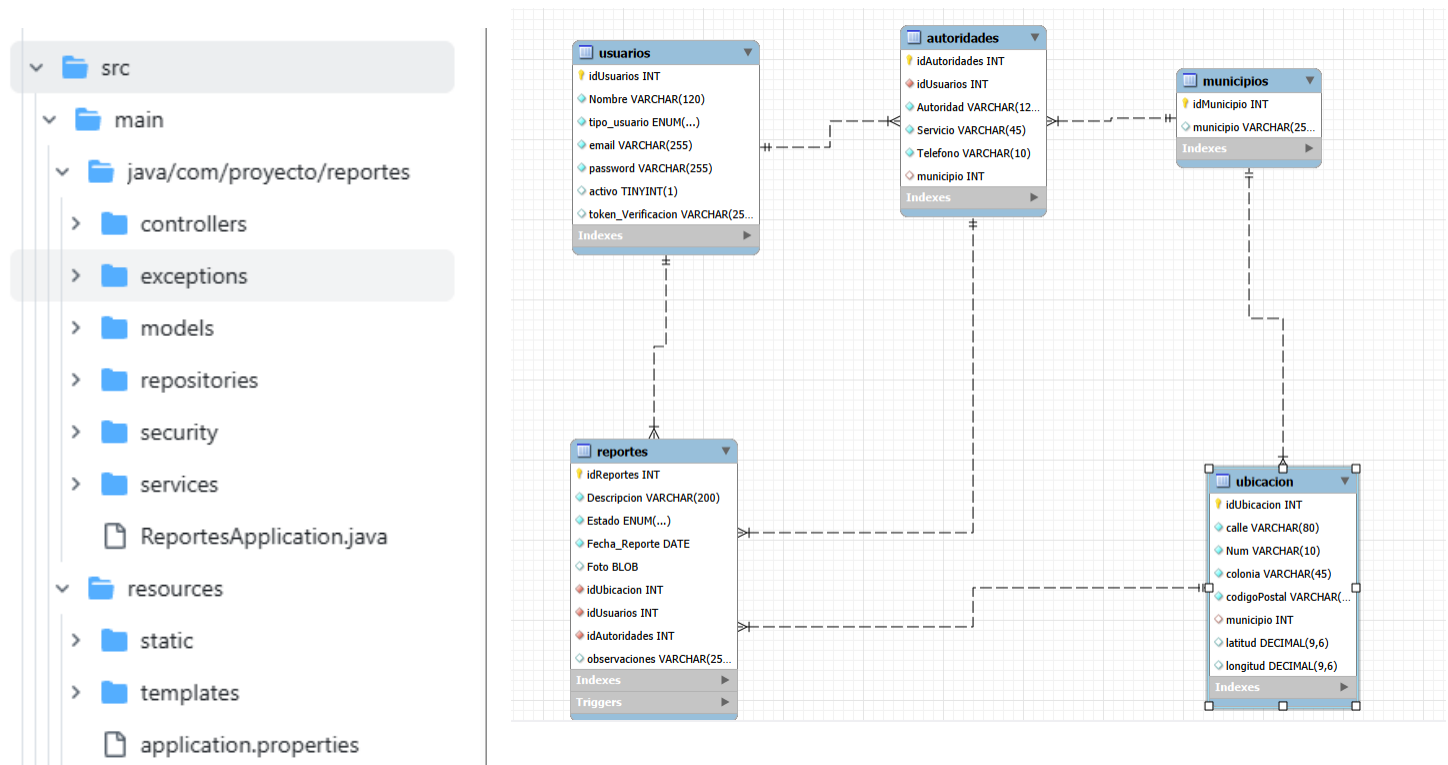 src
main
java/com/proyecto/reportes
controllers
exceptions
models
repositories
security
services
ReportesApplication.java
resources
static
templates
application.properties
usuarios
idUsuarios INT
Nombre VARCHAR(120)
tipo_usuario ENUM(...)
email VARCHAR(255)
password VARCHAR(255)
activo TINYINT(1)
token_Verificacion VARCHAR(25...
Indexes
autoridades
idAutoridades INT
idUsuarios INT
Autoridad VARCHAR(12...
Servicio VARCHAR(45)
Telefono VARCHAR(10)
municipio INT
Indexes
municipios
idMunicipio INT
municipio VARCHAR(25...
Indexes
reportes
idReportes INT
Descripcion VARCHAR(200)
Estado ENUM(...)
Fecha_Reporte DATE
Foto BLOB
idUbicacion INT
idUsuarios INT
idAutoridades INT
observaciones VARCHAR(25...
Indexes
Triggers
ubicacion
idUbicacion INT
calle VARCHAR(80)
Num VARCHAR(10)
colonia VARCHAR(45)
codigoPostal VARCHAR(...
municipio INT
latitud DECIMAL(9,6)
longitud DECIMAL(9,6)
Indexes